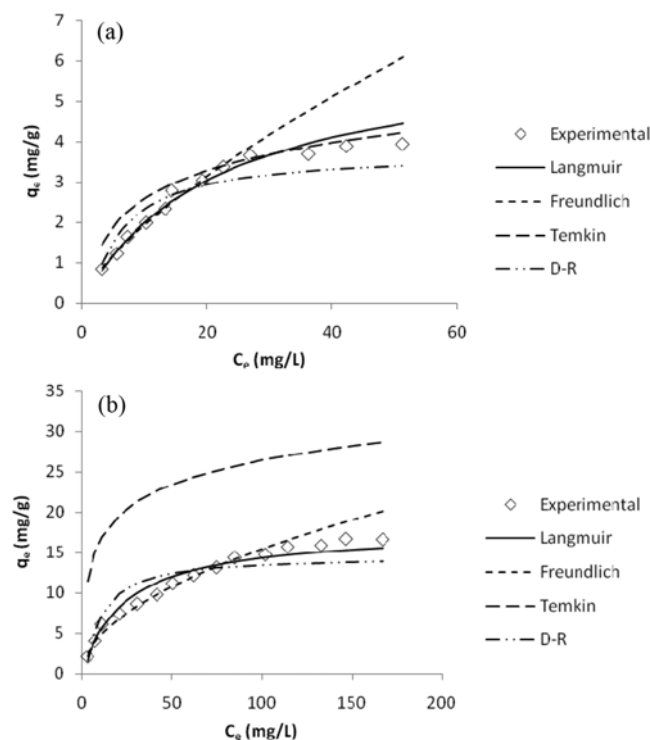 (a)
7
6
5
4
3
2
1
0
qe (mg/g)
0 20 40 60
Ce (mg/L)
Experimental
Langmuir
Freundlich
Temkin
D-R
(b)
35
30
25
20
15
10
5
0
qe (mg/g)
0 50 100 150 200
Ce (mg/L)
Experimental
Langmuir
Freundlich
Temkin
D-R